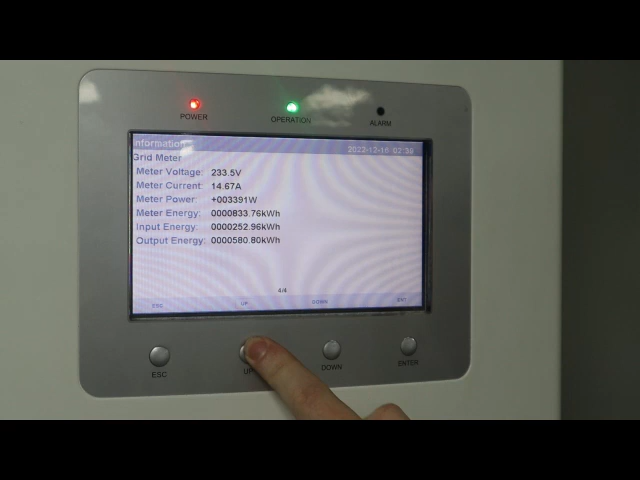 POWER OPERATION ALARM
Information
2022-12-16 02:38
Grid Meter
Meter Voltage: 233.5V
Meter Current: 14.67A
Meter Power: +003391W
Meter Energy: 0000833.76kWh
Input Energy: 0000252.96kWh
Output Energy: 0000580.80kWh
4/4
ESC UP DOWN ENT
ESC UP DOWN ENTER